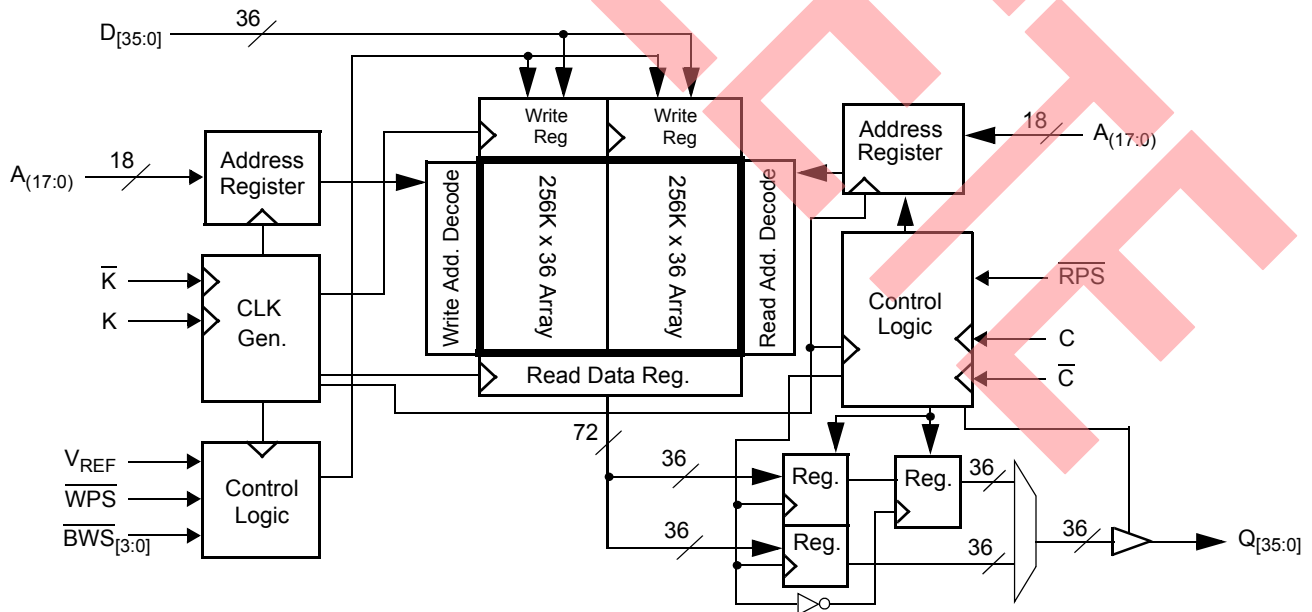 D[35:0]
36
Write
Reg
Write
Reg
A(17:0)
18
Address
Register
Write Add. Decode
256K x 36 Array
256K x 36 Array
Read Add. Decode
Address
Register
18
A(17:0)
K
K
CLK
Gen.
Control
Logic
RPS
C
C
Read Data Reg.
VREF
WPS
BWS[3:0]
Control
Logic
72
36
Reg.
Reg.
36
36
Reg.
36
36
Q[35:0]